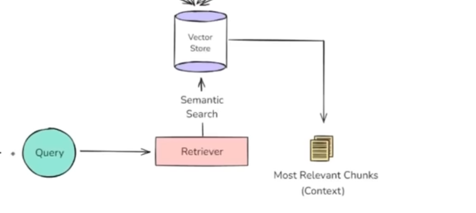 Vector
Store
Semantic
Search
Query
Retriever
Most Relevant Chunks
(Context)